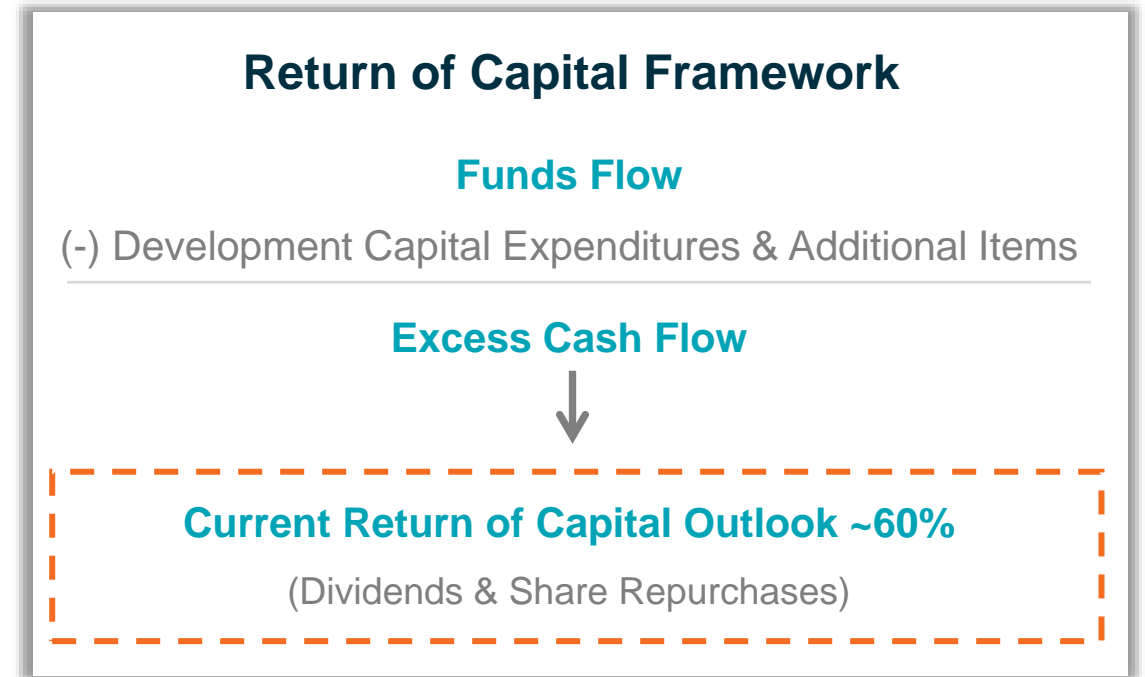 Return of Capital Framework
Funds Flow
(-) Development Capital Expenditures & Additional Items
Excess Cash Flow
Current Return of Capital Outlook ~60%
(Dividends & Share Repurchases)